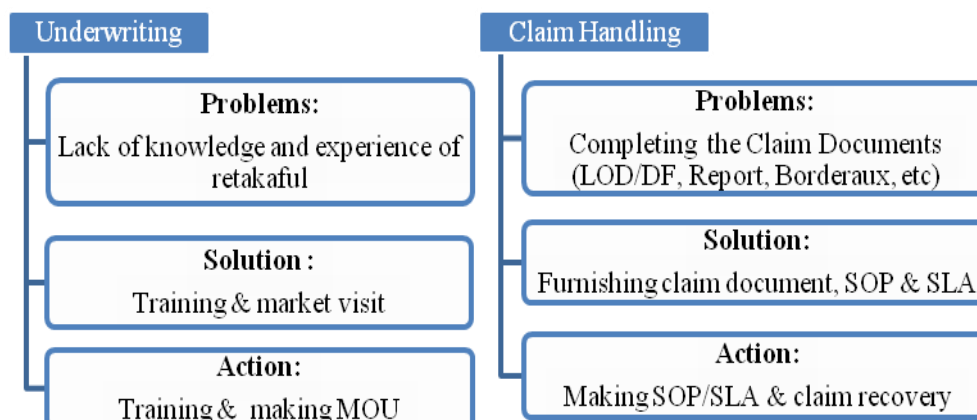 Underwriting
Problems:
Lack of knowledge and experience of
retakaful
Solution :
Training & market visit
Action:
Training & making MOU
Claim Handling
Problems:
Completing the Claim Documents
(LOD/DF, Report, Borderaux, etc)
Solution:
Furnishing claim document, SOP & SLA
Action:
Making SOP/SLA & claim recovery